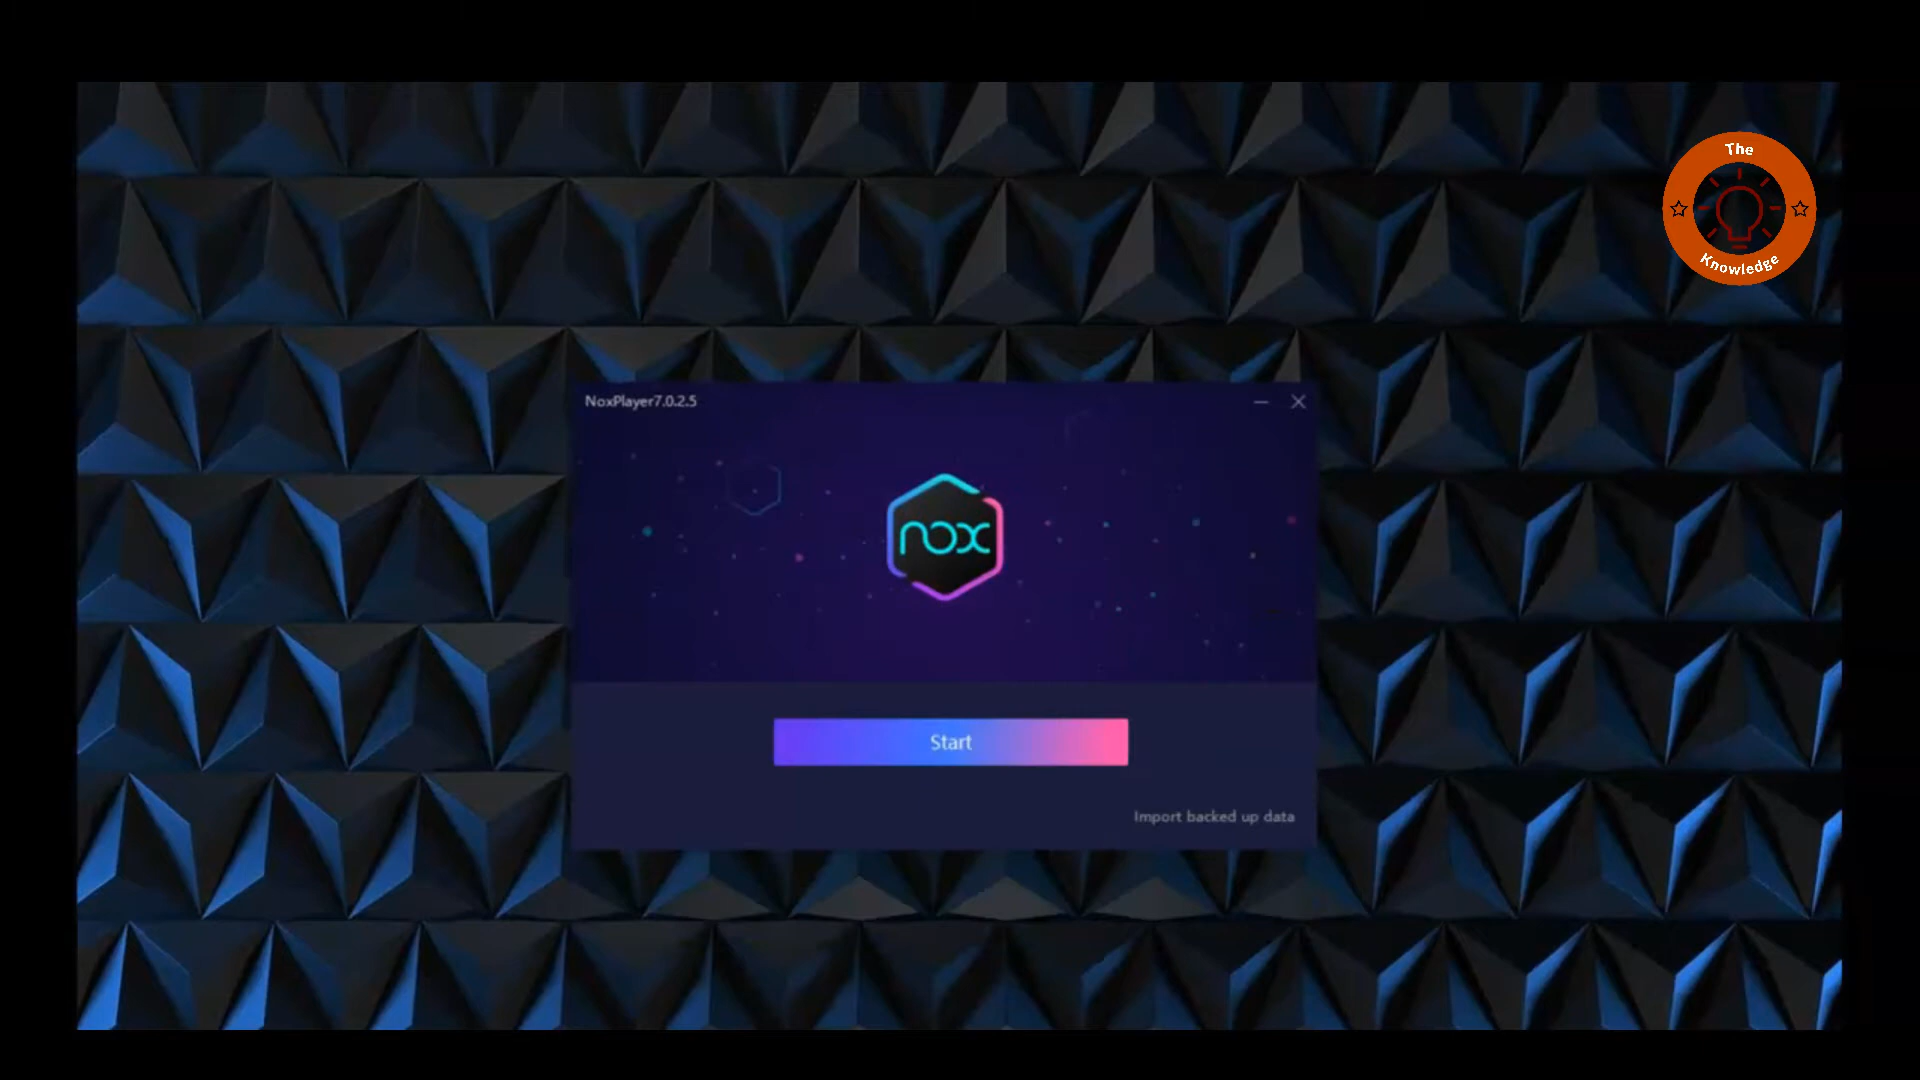 The
Knowledge
NoxPlayer7.0.2.5
nox
Start
Import backed up data